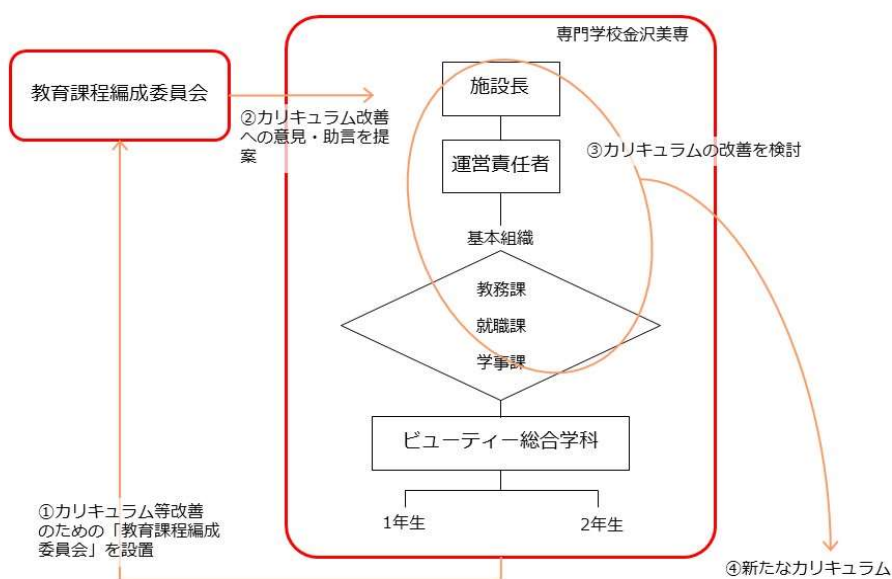 専門学校金沢美専
教育課程編成委員会
施設長
②カリキュラム改善
への意見・助言を提
案
③カリキュラムの改善を検討
運営責任者
基本組織
教務課
就職課
学事課
ビューティー総合学科
①カリキュラム等改善
のための「教育課程編成
委員会」を設置
1年生
2年生
④新たなカリキュラム